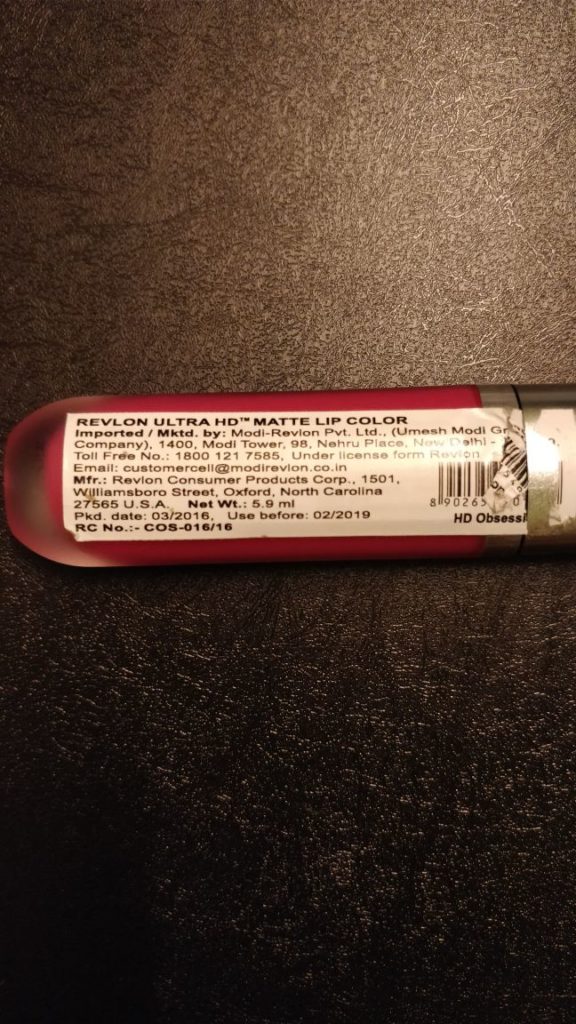 REVLON ULTRA HD™ MATTE LIP COLOR
Imported / Mktd. by: Modi-Revlon Pvt. Ltd., (Umesh Modi
Company), 1400, Modi Tower, 98, Nehru Place, New Delhi -
Toll Free No.: 1800 121 7585, Under license form Revlon
Email: customercell@modirevlon.co.in
Mfr.: Revlon Consumer Products Corp., 1501,
Williamsboro Street, Oxford, North Carolina
27565 U.S.A. Net Wt.: 5.9 ml
Pkd. date: 03/2016, Use before: 02/2019
RC No.:- COS-016/16
HD